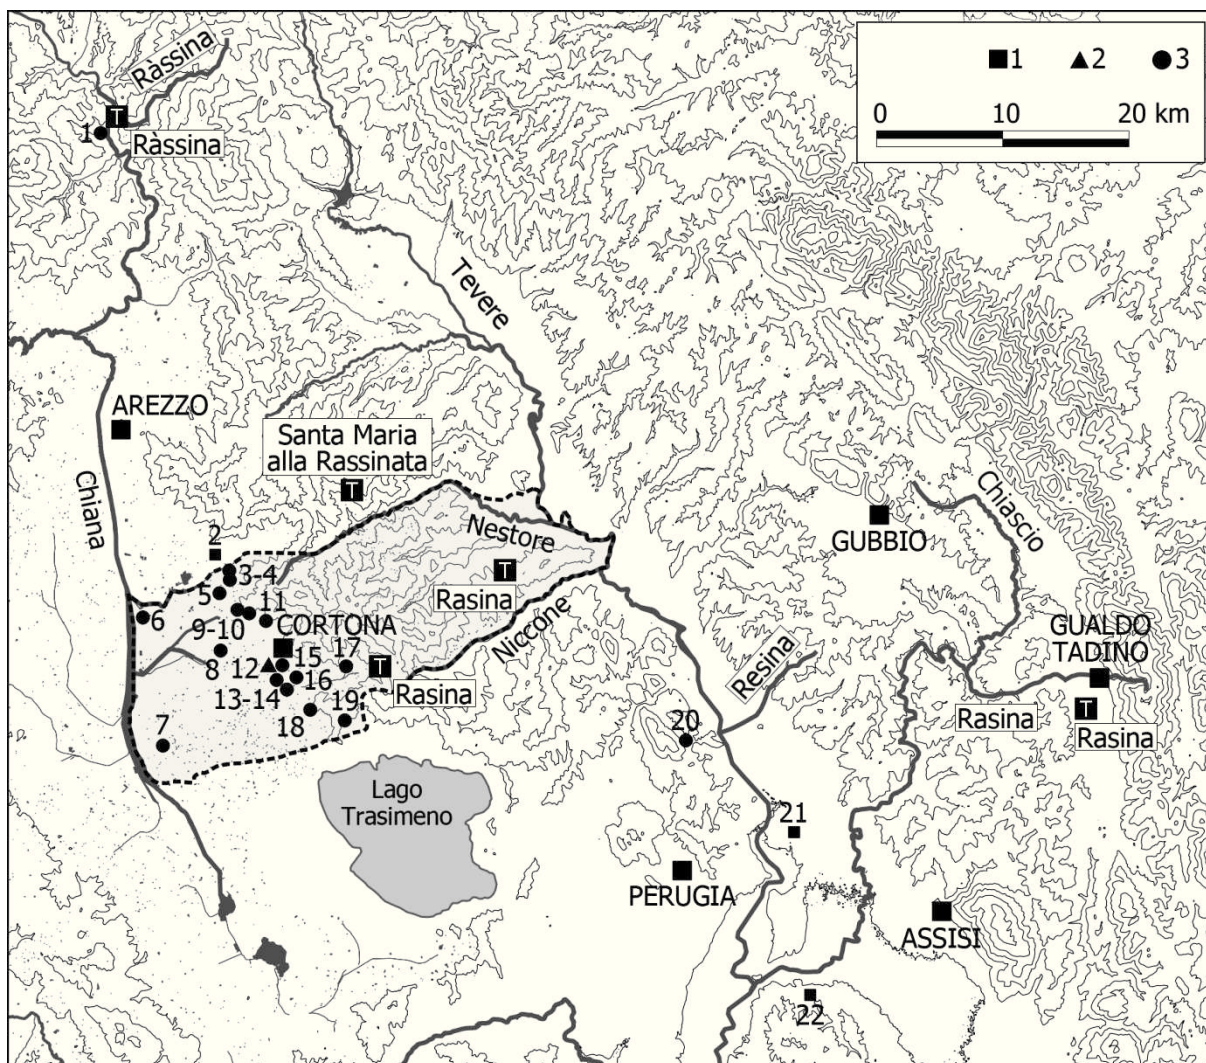 Ràssina
1
T
Ràssina
■ 1 ▲ 2 ● 3
0 10 20 km
Tevere
AREZZO
Chiana
Santa Maria
alla Rassinata
T
2
3-4
5
6
Nestore
T
Rasina
Niccone
GUBBIO
Chiascio
9-10
11
CORTONA
8
12
15
17
T
Rasina
13-14
16
18
19
7
Resina
GUALDO
TADINO
Rasina
T
Rasina
20
Lago
Trasimeno
21
PERUGIA
ASSISI
22